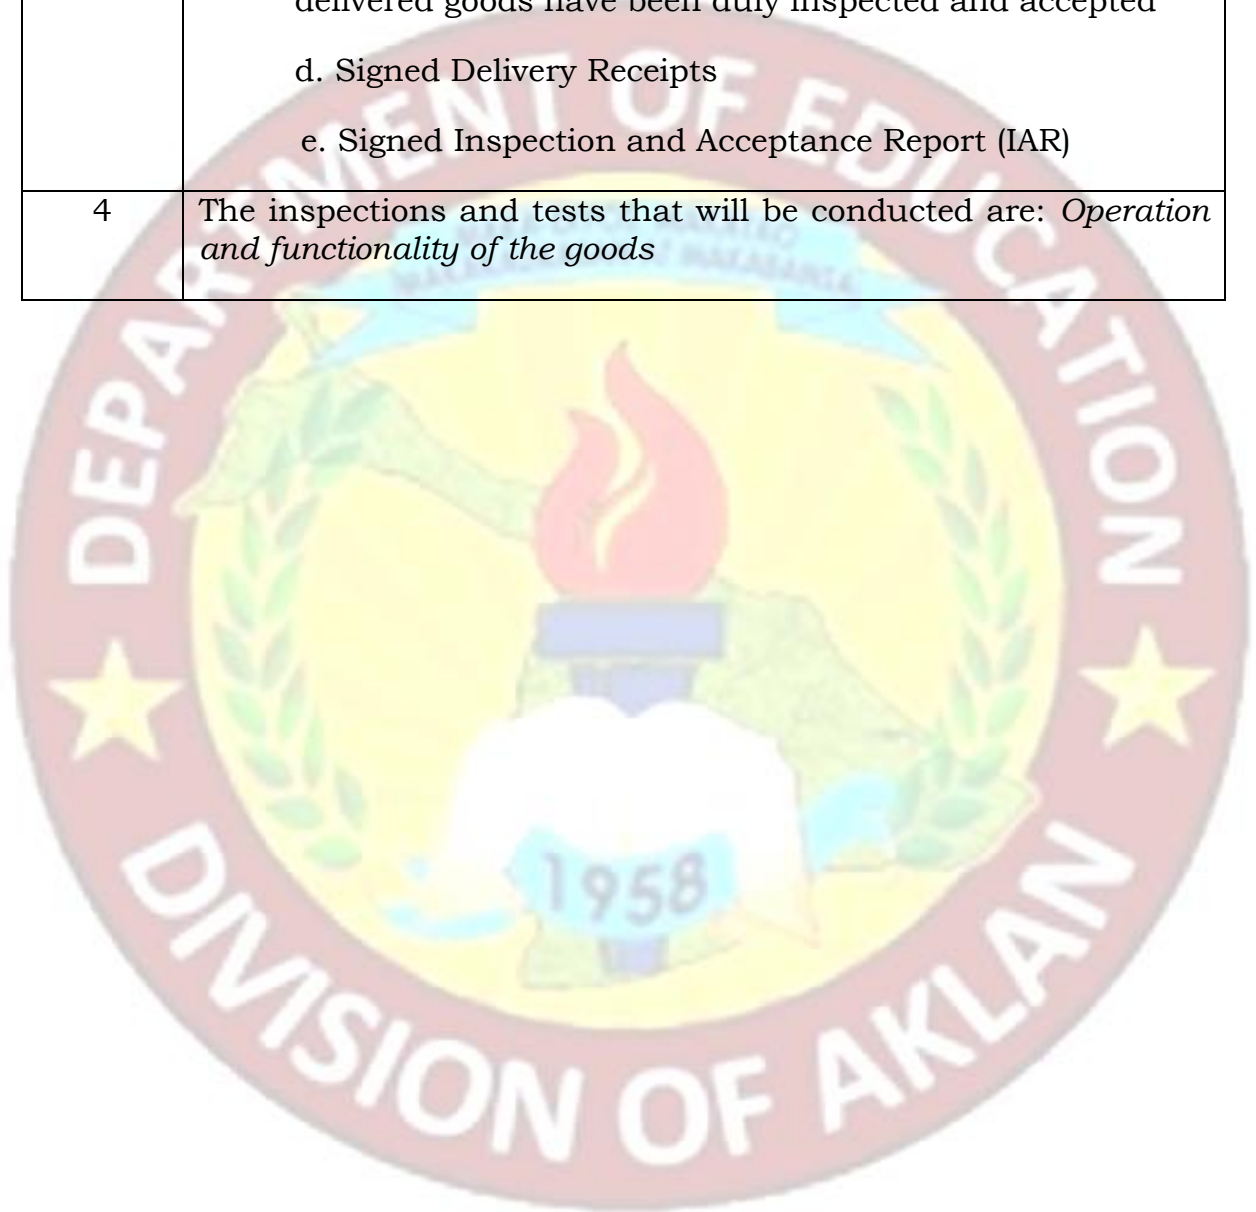 delivered goods have been duly inspected and accepted
d. Signed Delivery Receipts
e. Signed Inspection and Acceptance Report (IAR)
4
The inspections and tests that will be conducted are: Operation
and functionality of the goods
DEPARTMENT OF EDUCATION
MAKABANSA
1958
DIVISION OF AKLAN